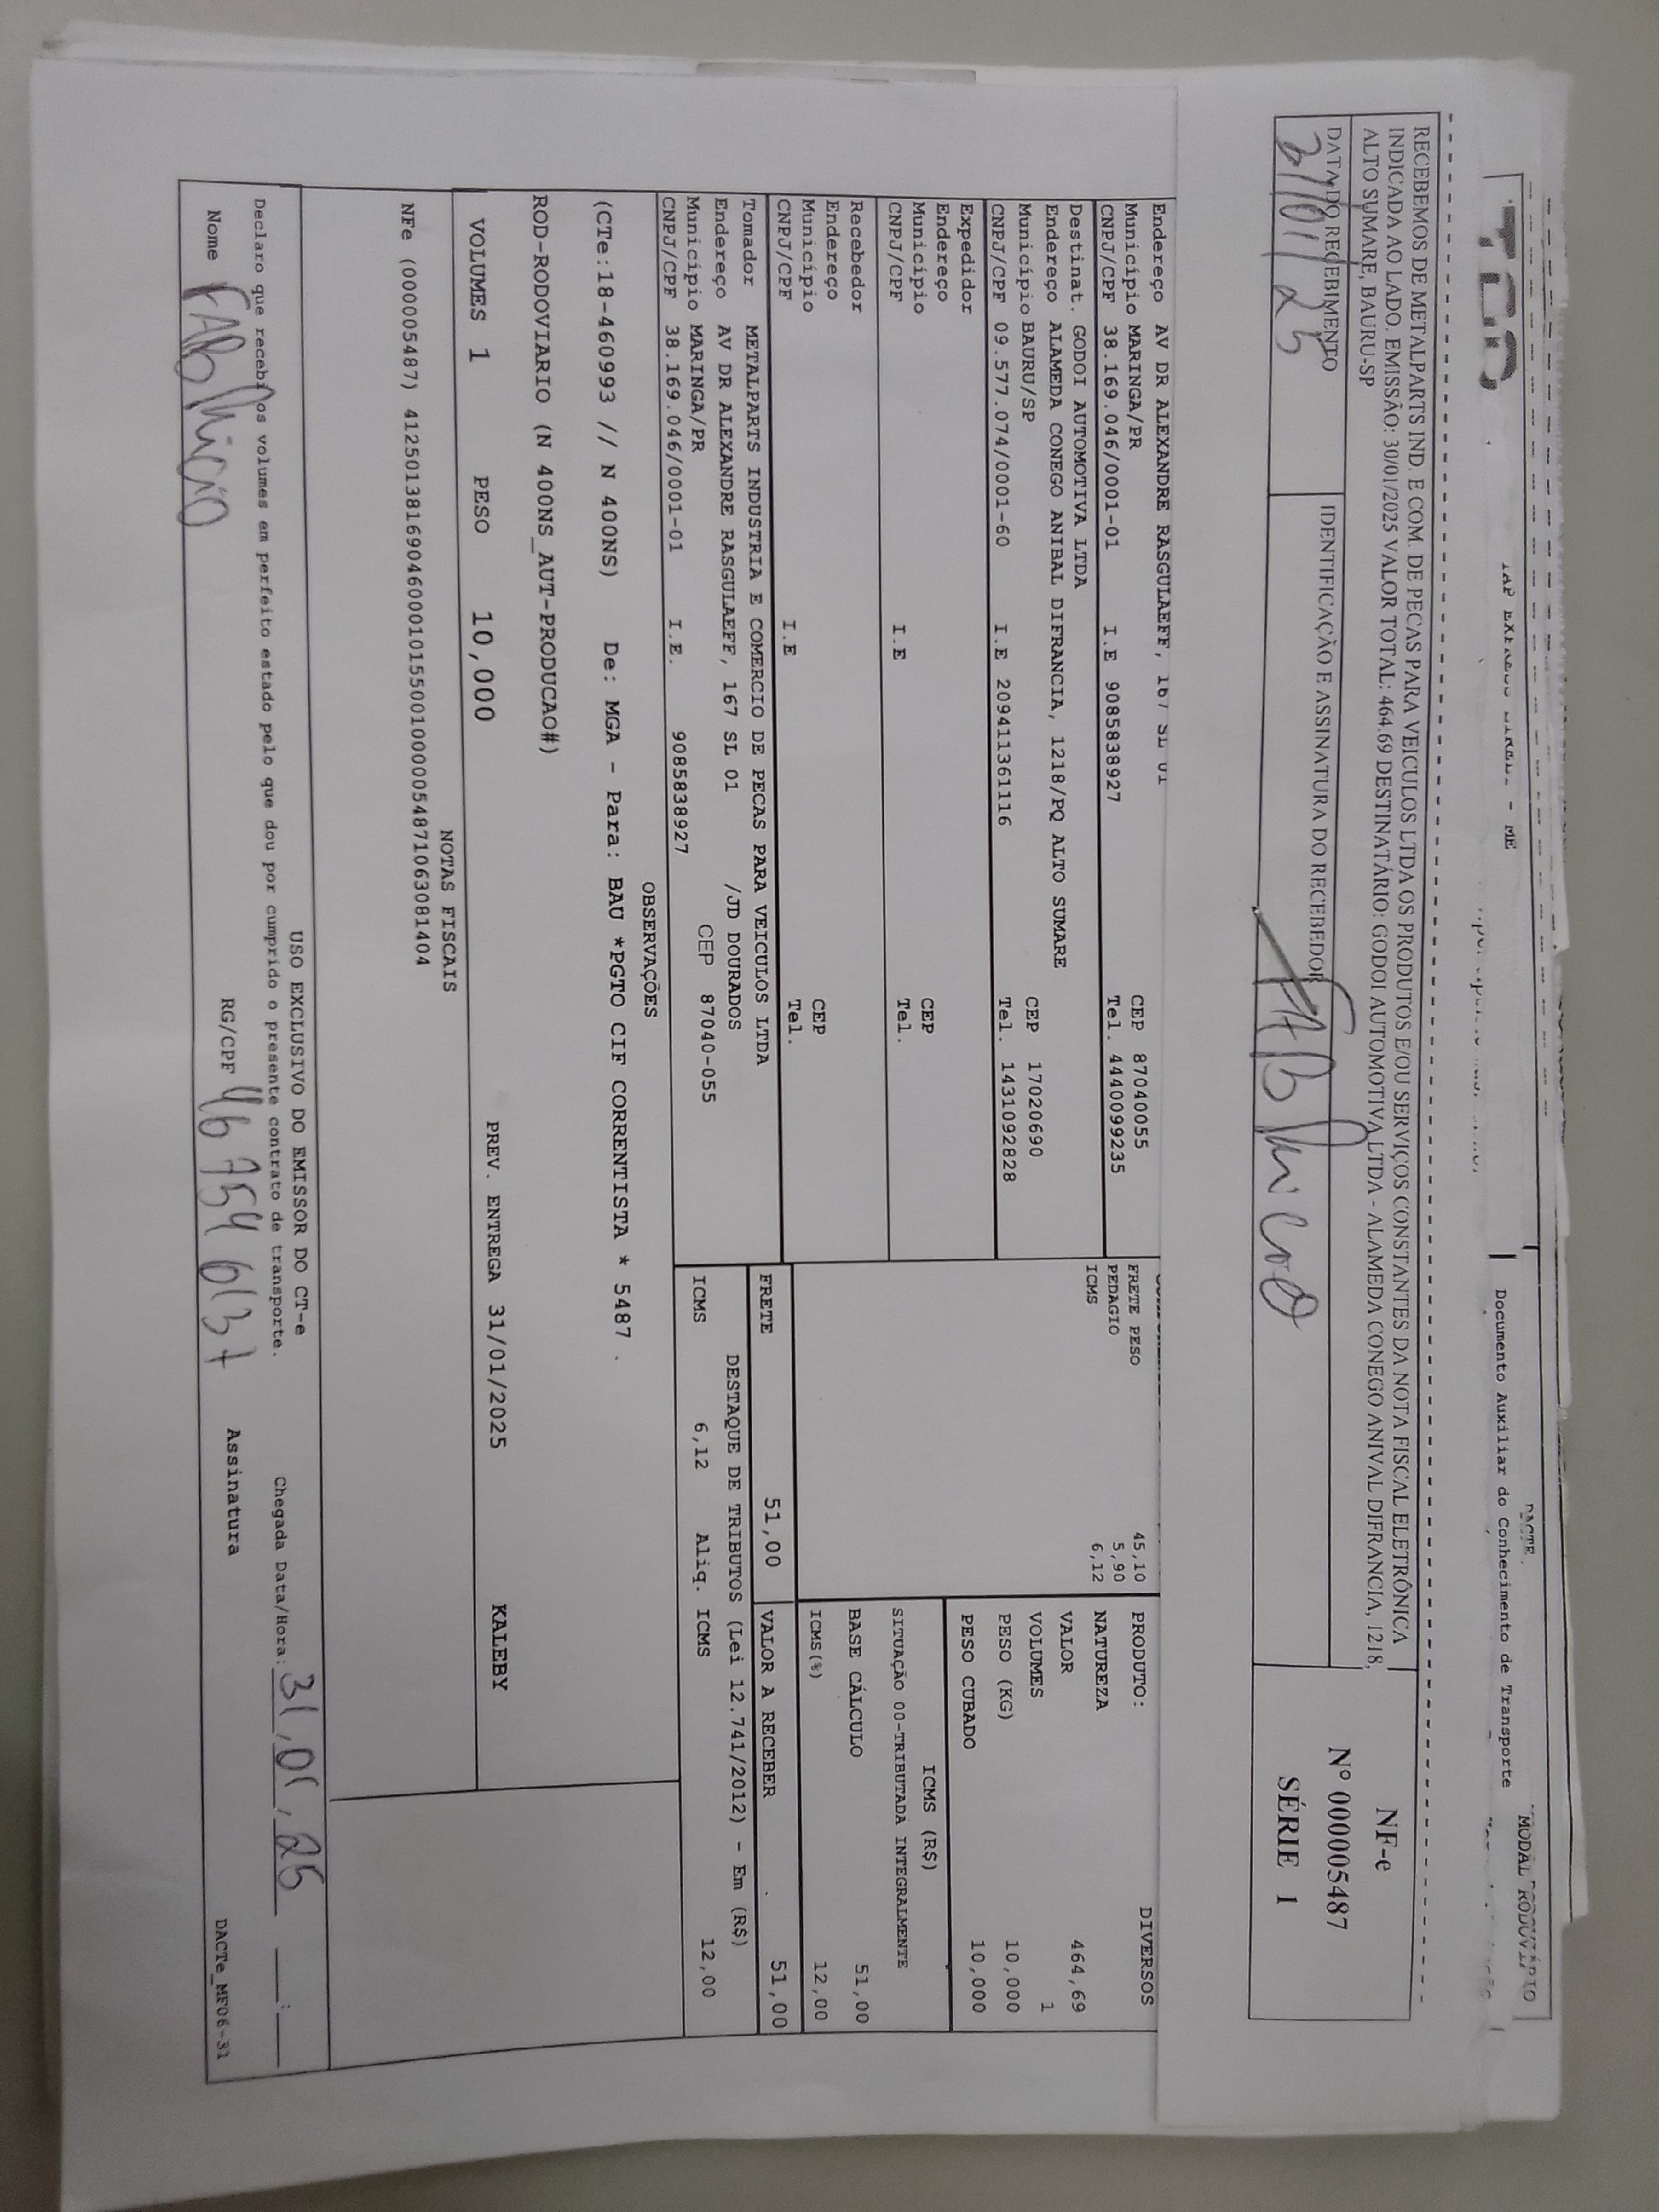 DACTE
MODAL RODOVIÁRIO
Documento Auxiliar do Conhecimento de Transporte
- ME
RECEBEMOS DE METALPARTS IND. E COM. DE PECAS PARA VEICULOS LTDA OS PRODUTOS E/OU SERVIÇOS CONSTANTES DA NOTA FISCAL ELETRÔNICA
INDICADA AO LADO. EMISSÃO: 30/01/2025 VALOR TOTAL: 464.69 DESTINATÁRIO: GODOI AUTOMOTIVA LTDA - ALAMEDA CONEGO ANIVAL DIFRANCIA, 1218,
ALTO SUMARE, BAURU-SP
NF-e
Nº 000005487
SÉRIE 1
DATA DO RECEBIMENTO
31/01/25
IDENTIFICAÇÃO E ASSINATURA DO RECEBEDOR
FABRICIO
Endereço AV DR ALEXANDRE RASGULAEFF, 167 SL 01
Município MARINGA/PR CEP 87040055
CNPJ/CPF 38.169.046/0001-01 I.E 9085838927 Tel. 4440099235
Destinat. GODOI AUTOMOTIVA LTDA
Endereço ALAMEDA CONEGO ANIBAL DIFRANCIA, 1218/PQ ALTO SUMARE
Município BAURU/SP CEP 17020690
CNPJ/CPF 09.577.074/0001-60 I.E 209411361116 Tel. 1431092828
Expedidor
Endereço
Município CEP
CNPJ/CPF I.E Tel.
Recebedor
Endereço
Município CEP
CNPJ/CPF I.E Tel.
Tomador METALPARTS INDUSTRIA E COMERCIO DE PECAS PARA VEICULOS LTDA
Endereço AV DR ALEXANDRE RASGULAEFF, 167 SL 01 /JD DOURADOS
Município MARINGA/PR CEP 87040-055
CNPJ/CPF 38.169.046/0001-01 I.E. 9085838927
FRETE PESO 45,10
PEDAGIO 5,90
ICMS 6,12
PRODUTO: DIVERSOS
NATUREZA
VALOR 464,69
VOLUMES 1
PESO (KG) 10,000
PESO CUBADO 10,000
ICMS (R$)
SITUAÇÃO 00-TRIBUTADA INTEGRALMENTE
BASE CÁLCULO 51,00
ICMS(%) 12,00
FRETE 51,00 VALOR A RECEBER 51,00
DESTAQUE DE TRIBUTOS (Lei 12.741/2012) - Em (R$)
ICMS 6,12 Aliq. ICMS 12,00
OBSERVAÇÕES
(CTe:18-460993 // N 400NS) De: MGA - Para: BAU *PGTO CIF CORRENTISTA * 5487 .
ROD-RODOVIARIO (N 400NS_AUT-PRODUCAO#)
VOLUMES 1 PESO 10,000 PREV. ENTREGA 31/01/2025 KALEBY
NOTAS FISCAIS
NFe (000005487) 41250138169046000101550010000054871063081404
USO EXCLUSIVO DO EMISSOR DO CT-e
Declaro que recebi os volumes em perfeito estado pelo que dou por cumprido o presente contrato de transporte. Chegada Data/Hora: 31,01,25
Nome FABRICIO RG/CPF Assinatura
DACTe_MF06-31